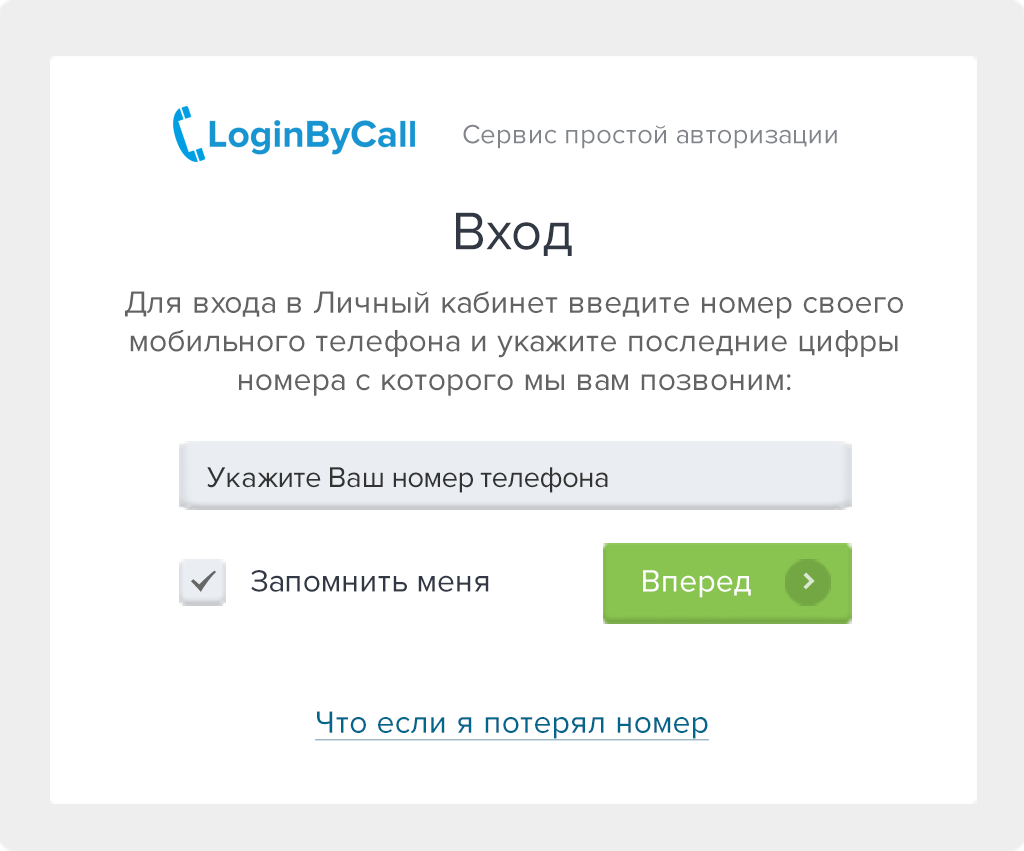 LoginByCall Сервис простой авторизации
Вход
Для входа в Личный кабинет введите номер своего
мобильного телефона и укажите последние цифры
номера с которого мы вам позвоним:
Укажите Ваш номер телефона
Запомнить меня Вперед
Что если я потерял номер